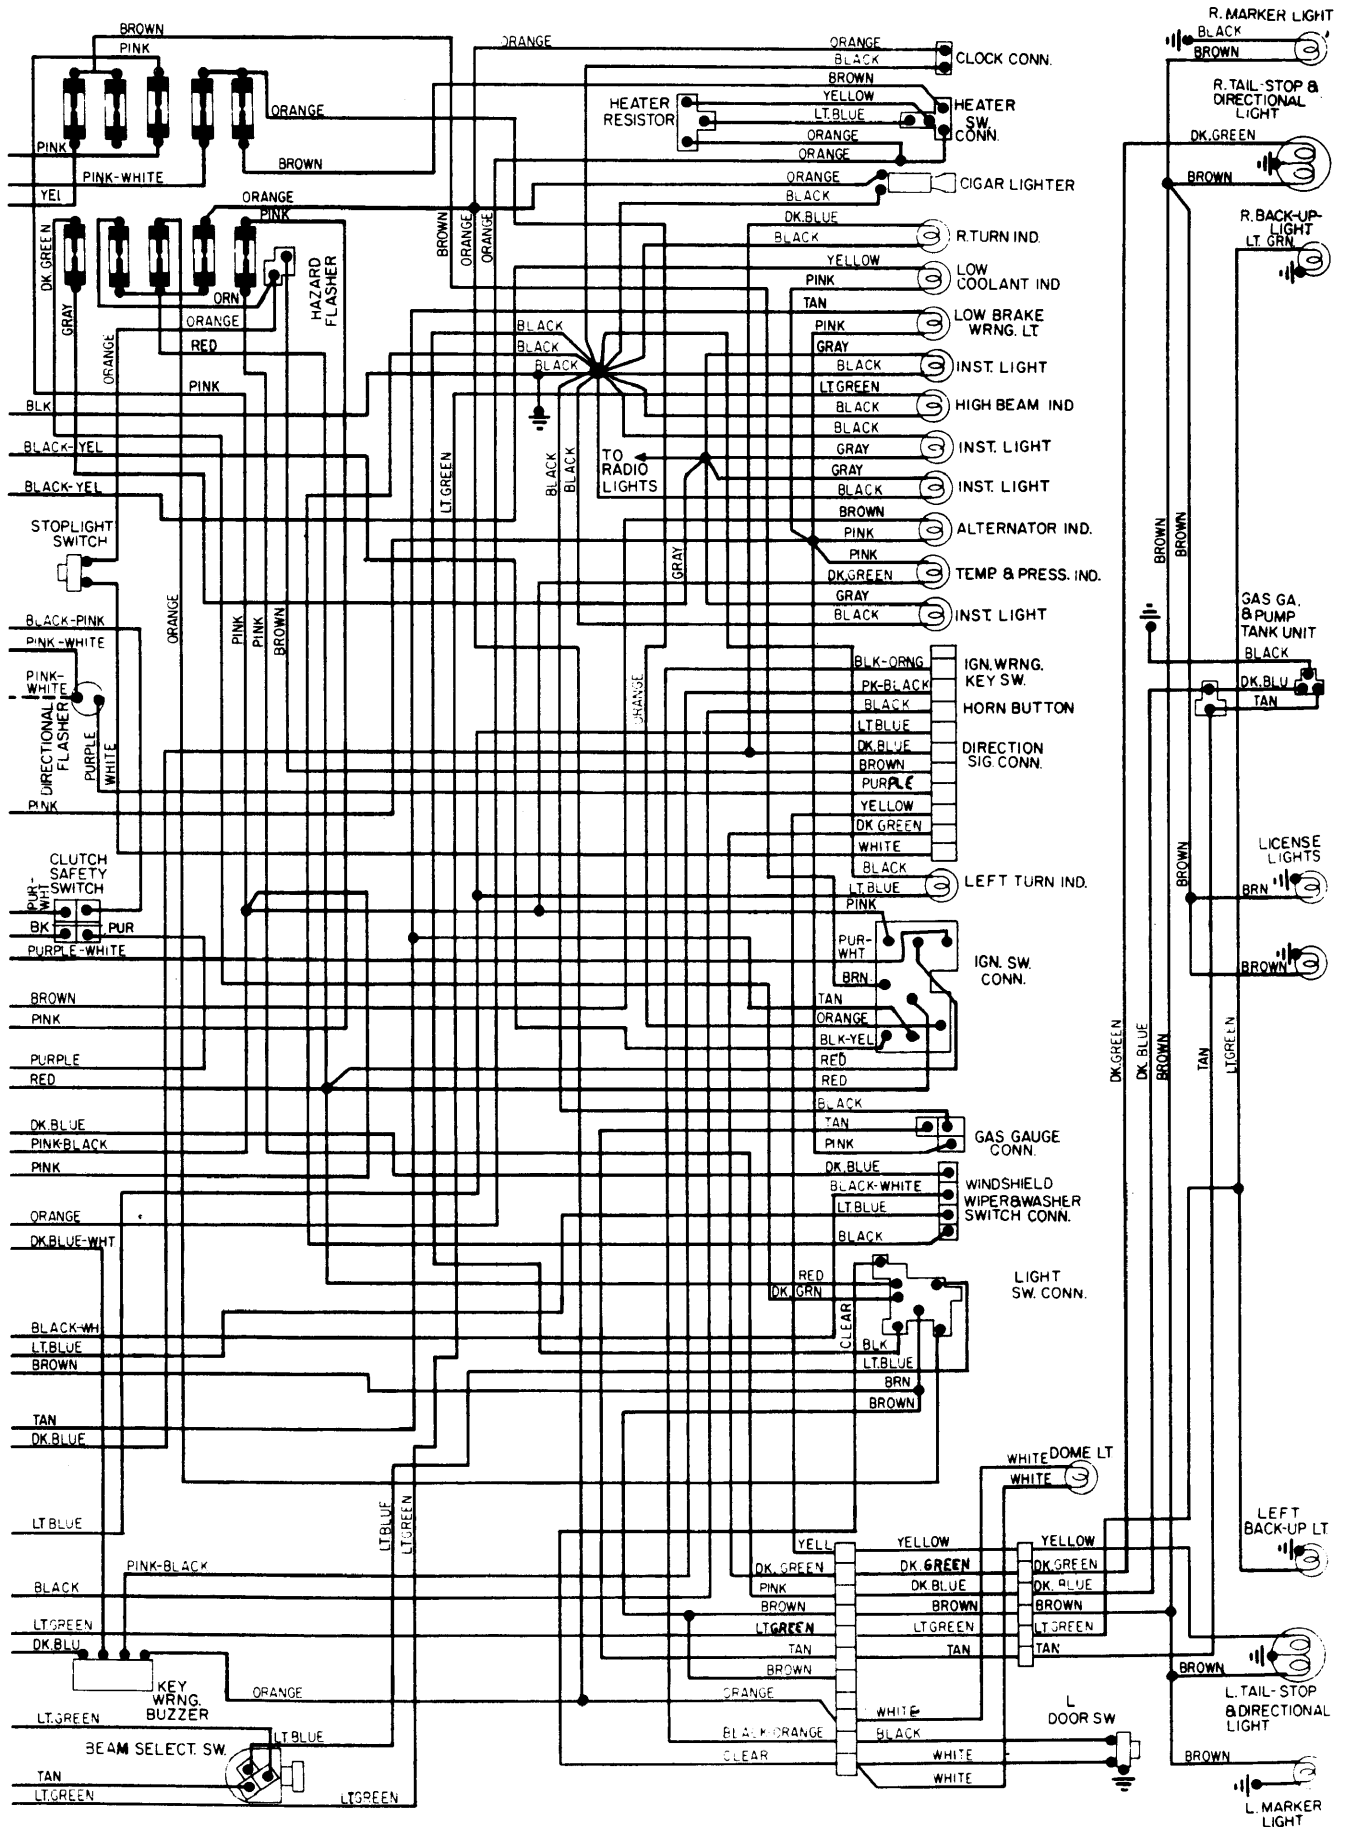 BROWN
PINK
ORANGE
BROWN
PINK
PINK-WHITE
YEL
ORANGE
PINK
DK GREEN
GRAY
ORN
ORANGE
ORANGE
RED
PINK
HAZARD
FLASHER
BLK
BLACK-YEL
BLACK-YEL
STOPLIGHT
SWITCH
BLACK-PINK
PINK-WHITE
PINK-
WHITE
DIRECTIONAL
FLASHER
PURPLE
WHITE
ORANGE
PINK
PINK
BROWN
PINK
CLUTCH
SAFETY
SWITCH
PUR-
WHT
BK
PUR
PURPLE-WHITE
BROWN
PINK
PURPLE
RED
DK.BLUE
PINK-BLACK
PINK
ORANGE
DK.BLUE-WHT
BLACK-WH
LT.BLUE
BROWN
TAN
DK.BLUE
LT BLUE
PINK-BLACK
BLACK
LT.GREEN
DK.BLU
KEY
WRNG.
BUZZER
ORANGE
LT.GREEN
LT BLUE
BEAM SELECT. SW.
TAN
LT.GREEN
LTGREEN
LT.BLUE
LT.GREEN
ORANGE
BROWN
ORANGE
ORANGE
LT.GREEN
BLACK
BLACK
BLACK
BLACK
BLACK
GRAY
ORANGE
TO
RADIO
LIGHTS
HEATER
RESISTOR
ORANGE
BLACK
CLOCK CONN.
BROWN
YELLOW
LT.BLUE
ORANGE
ORANGE
HEATER
SW.
CONN.
ORANGE
BLACK
CIGAR LIGHTER
DK.BLUE
BLACK
R.TURN IND.
YELLOW
PINK
LOW
COOLANT IND
TAN
PINK
LOW BRAKE
WRNG. LT.
GRAY
BLACK
INST. LIGHT
LT GREEN
BLACK
HIGH BEAM IND
BLACK
GRAY
INST. LIGHT
GRAY
BLACK
INST. LIGHT
BROWN
PINK
ALTERNATOR IND.
PINK
DK.GREEN
TEMP. & PRESS. IND.
GRAY
BLACK
INST. LIGHT
BLK-ORNG
IGN. WRNG.
KEY SW.
PK-BLACK
BLACK
HORN BUTTON
LT.BLUE
DK.BLUE
BROWN
DIRECTION
SIG. CONN.
PURPLE
YELLOW
DK GREEN
WHITE
BLACK
LT.BLUE
LEFT TURN IND.
PINK
PUR-
WHT
BRN
TAN
ORANGE
BLK-YEL
RED
RED
IGN. SW.
CONN.
BLACK
TAN
PINK
GAS GAUGE
CONN.
DK.BLUE
BLACK-WHITE
LT.BLUE
BLACK
WINDSHIELD
WIPER&WASHER
SWITCH CONN.
RED
DK. GRN
CLEAR
BLK
LT.BLUE
BRN
BROWN
LIGHT
SW. CONN.
WHITE
WHITE
DOME LT
YELL
DK. GREEN
PINK
BROWN
LTGREEN
TAN
BROWN
ORANGE
BLACK-ORANGE
CLEAR
YELLOW
DK. GREEN
DK.BLUE
BROWN
LT GREEN
TAN
WHITE
BLACK
WHITE
WHITE
YELLOW
DK.GREEN
DK. BLUE
BROWN
LT GREEN
TAN
L
DOOR SW
R. MARKER LIGHT
BLACK
BROWN
R. TAIL-STOP &
DIRECTIONAL
LIGHT
DK.GREEN
BROWN
R.BACK-UP-
LIGHT
LT. GRN.
BROWN
BROWN
GAS GA.
& PUMP
TANK UNIT
BLACK
DK.BLU
TAN
LICENSE
LIGHTS
BROWN
BRN
BROWN
DK.GREEN
DK. BLUE
BROWN
TAN
LT.GREEN
LEFT
BACK-UP LT
BROWN
L. TAIL-STOP
&DIRECTIONAL
LIGHT
BROWN
L. MARKER
LIGHT